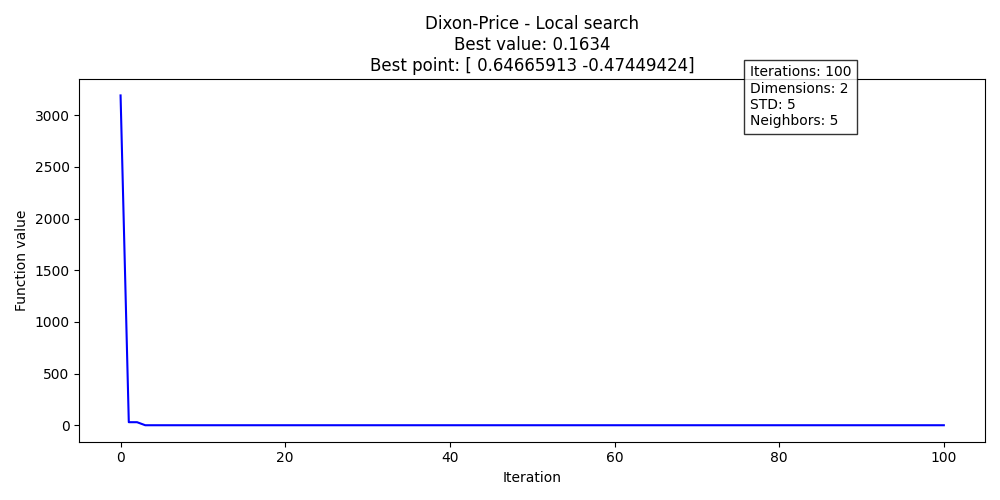 Dixon-Price - Local search
Best value: 0.1634
Best point: [ 0.64665913 -0.47449424]
Iterations: 100
Dimensions: 2
STD: 5
Neighbors: 5
3000
2500
2000
1500
1000
500
0
Function value
0 20 40 60 80 100
Iteration